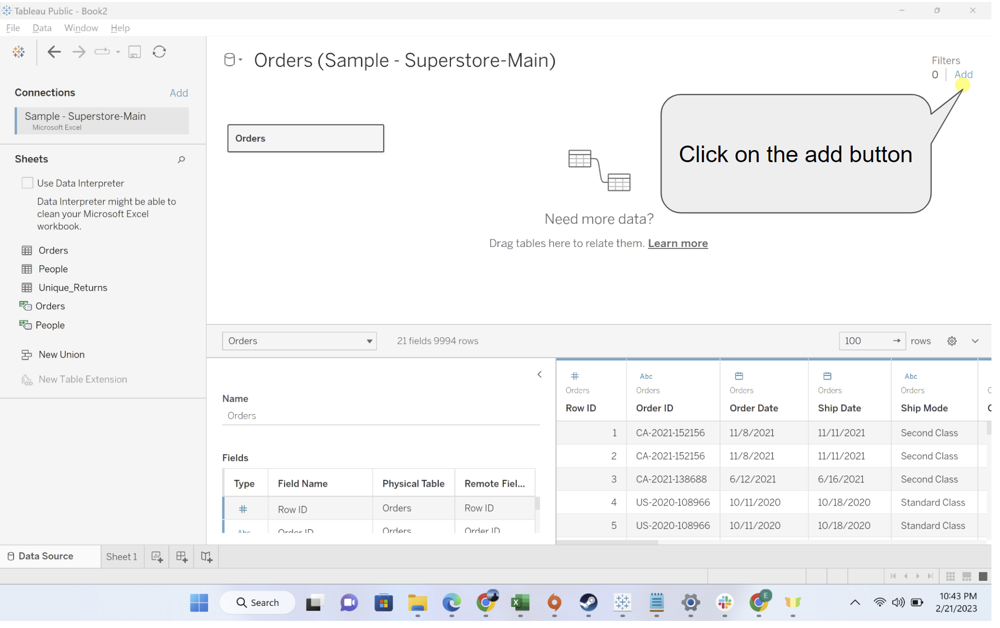 Tableau Public - Book2
File Data Window Help
Orders (Sample - Superstore-Main)
Filters
0 | Add
Connections Add
Sample - Superstore-Main
Microsoft Excel
Orders
Click on the add button
Sheets
Use Data Interpreter
Data Interpreter might be able to
clean your Microsoft Excel
workbook.
Need more data?
Drag tables here to relate them. Learn more
Orders
People
Unique_Returns
Orders
People
New Union
New Table Extension
Orders 21 fields 9994 rows 100 rows
Name
Orders
Fields
Type Field Name Physical Table Remote Fiel...
# Row ID Orders Row ID
Abc Order ID Orders Order ID
# Abc Abc
Orders Orders Orders Orders Orders
Row ID Order ID Order Date Ship Date Ship Mode
1 CA-2021-152156 11/8/2021 11/11/2021 Second Class
2 CA-2021-152156 11/8/2021 11/11/2021 Second Class
3 CA-2021-138688 6/12/2021 6/16/2021 Second Class
4 US-2020-108966 10/11/2020 10/18/2020 Standard Class
5 US-2020-108966 10/11/2020 10/18/2020 Standard Class
Data Source Sheet 1
Search
E
10:43 PM
2/21/2023